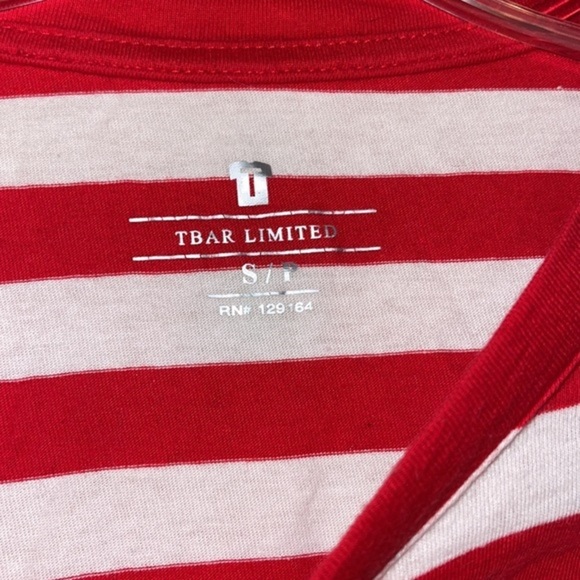 TBAR LIMITED
S / P
RN# 129164